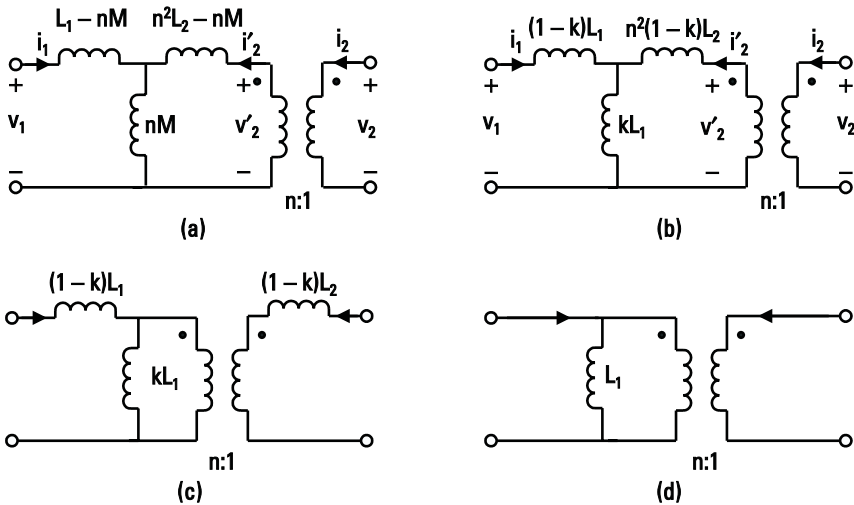 L₁ – nM n²L₂ – nM
i₁ i′₂ i₂
+ + +
v₁ nM v′₂ v₂
– – –
n:1
(a)
(1 – k)L₁ n²(1 – k)L₂
i₁ i′₂ i₂
+ + +
v₁ kL₁ v′₂ v₂
– – –
n:1
(b)
(1 – k)L₁ (1 – k)L₂
kL₁
n:1
(c)
L₁
n:1
(d)